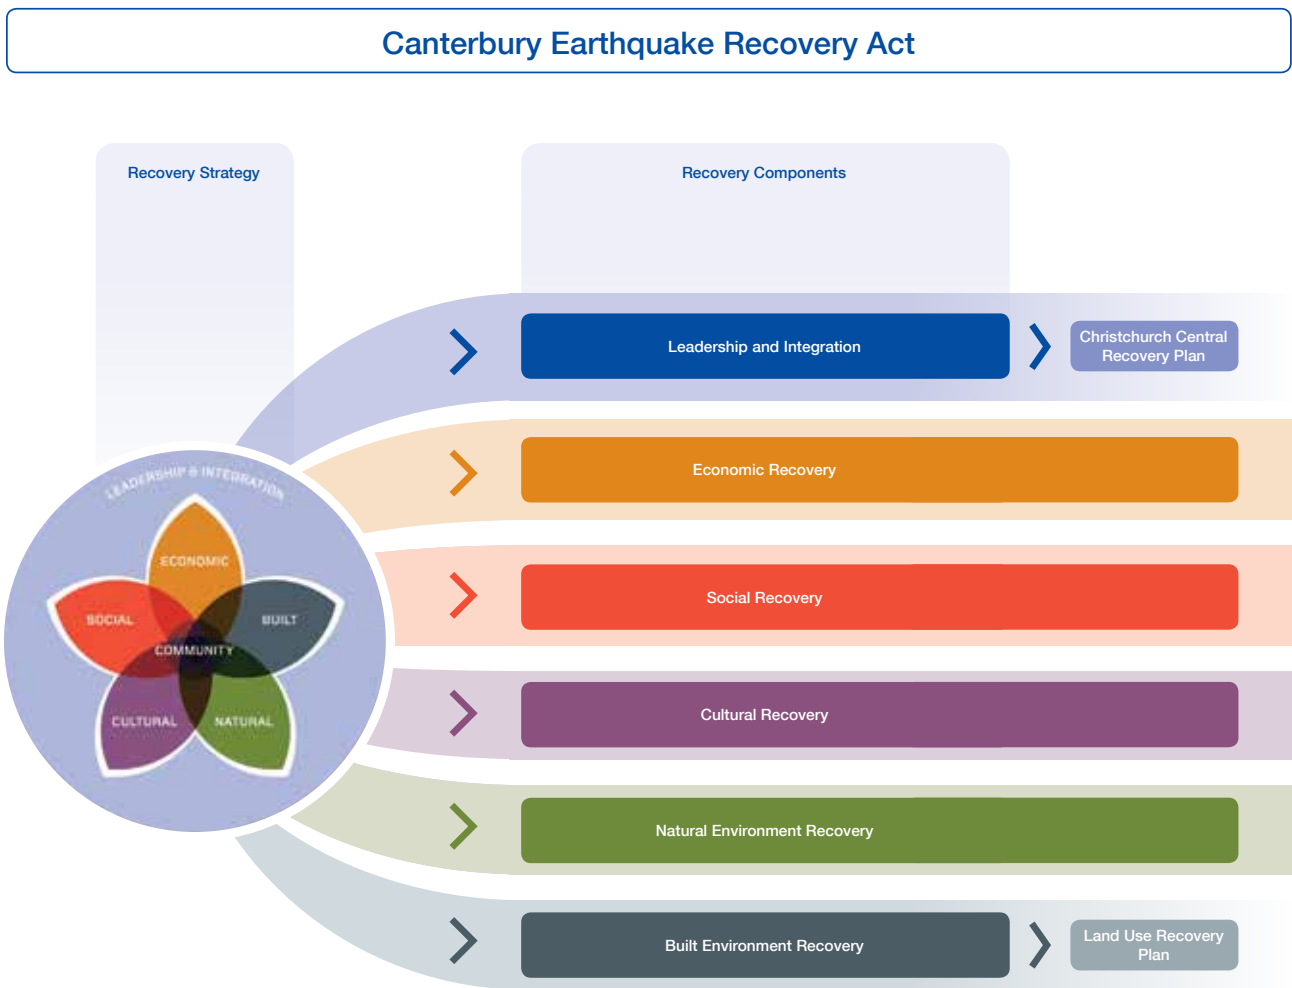 Canterbury Earthquake Recovery Act
Recovery Strategy
Recovery Components
Leadership and Integration
Christchurch Central
Recovery Plan
Economic Recovery
Social Recovery
Cultural Recovery
Natural Environment Recovery
Built Environment Recovery
Land Use Recovery
Plan
LEADERSHIP & INTEGRATION
ECONOMIC
SOCIAL
BUILT
COMMUNITY
CULTURAL
NATURAL